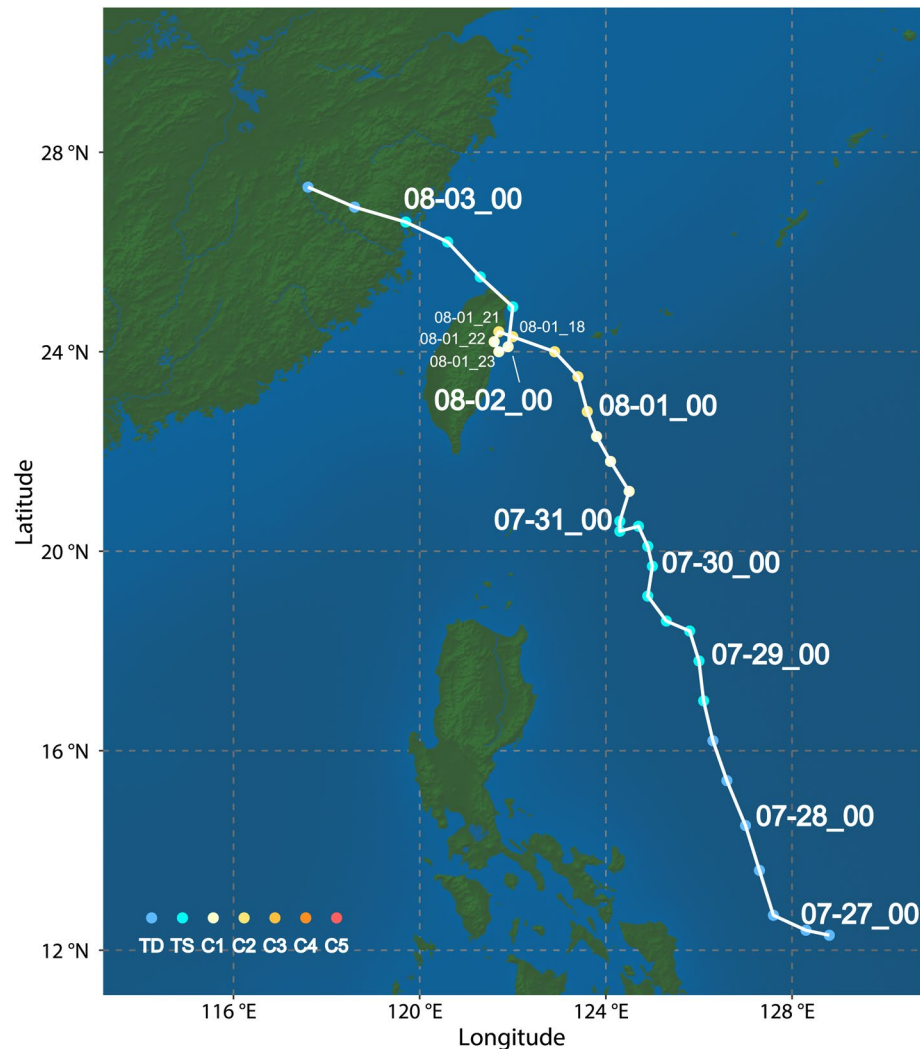 28 °N
08-03_00
08-01_21
08-01_18
08-01_22
24 °N
08-01_23
08-02_00
08-01_00
Latitude
07-31_00
20 °N
07-30_00
07-29_00
16 °N
07-28_00
07-27_00
TD TS C1 C2 C3 C4 C5
12 °N
116 °E 120 °E 124 °E 128 °E
Longitude